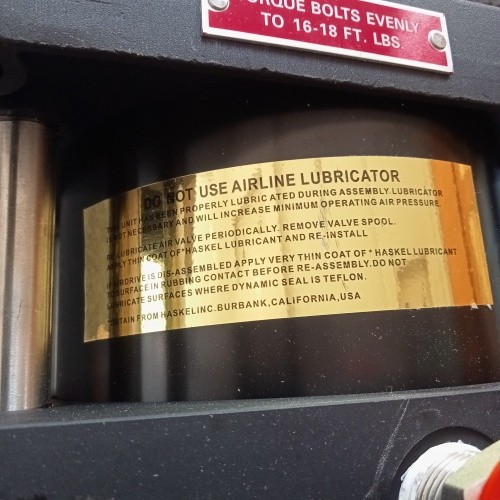 TORQUE BOLTS EVENLY
TO 16-18 FT. LBS.
DO NOT USE AIRLINE LUBRICATOR
UNIT HAS BEEN PROPERLY LUBRICATED DURING ASSEMBLY.LUBRICATOR
IS NOT NECESSARY AND WILL INCREASE MINIMUM OPERATING AIR PRESSURE.
RE-LUBRICATE AIR VALVE PERIODICALLY. REMOVE VALVE SPOOL.
APPLY THIN COAT OF*HASKEL LUBRICANT AND RE-INSTALL
IF AIRDRIVE IS DIS-ASSEMBLED APPLY VERY THIN COAT OF * HASKEL LUBRICANT
TO SURFACE IN RUBBING CONTACT BEFORE RE-ASSEMBLY.DO NOT
LUBRICATE SURFACES WHERE DYNAMIC SEAL IS TEFLON.
OBTAIN FROM HASKEL INC.BURBANK,CALIFORNIA,USA